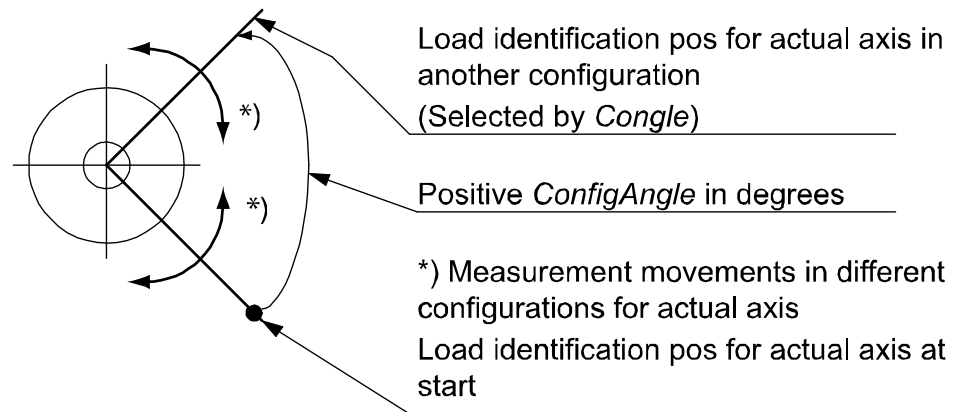 Load identification pos for actual axis in
another configuration
(Selected by Congle)
*)
Positive ConfigAngle in degrees
*)
*) Measurement movements in different
configurations for actual axis
Load identification pos for actual axis at
start